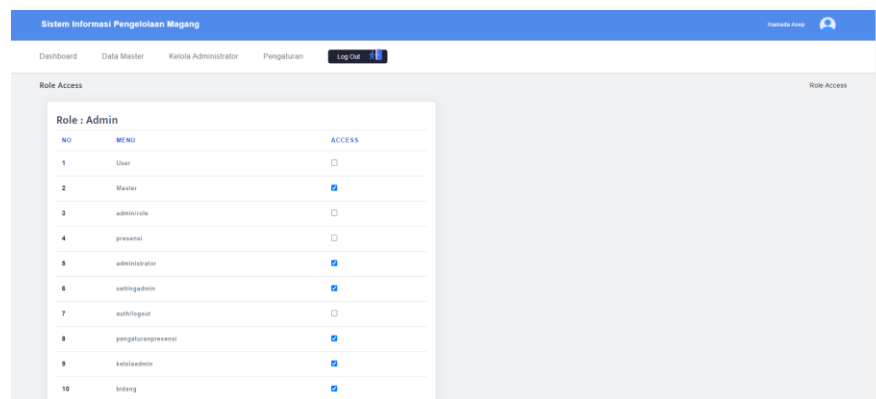 Sistem Informasi Pengelolaan Magang
Hamada Asep
Dashboard Data Master Kelola Administrator Pengaturan Log Out
Role Access Role Access
Role : Admin
NO MENU ACCESS
1 User
2 Master
3 admin/role
4 presensi
5 administrator
6 settingadmin
7 auth/logout
8 pengaturanpresensi
9 kelolaadmin
10 bidang